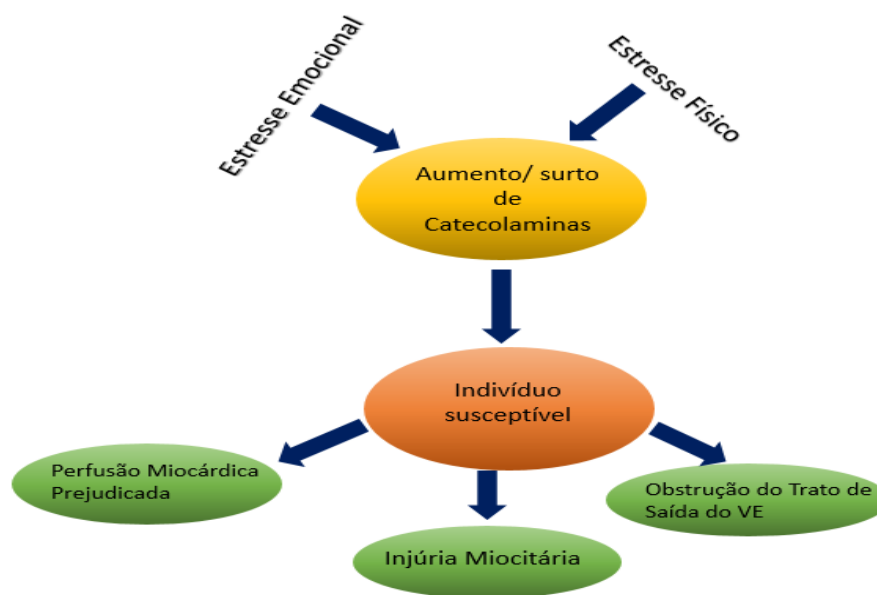 Estresse Emocional
Estresse Físico
Aumento/ surto
de
Catecolaminas
Indivíduo
susceptível
Perfusão Miocárdica
Prejudicada
Injúria Miocitária
Obstrução do Trato de
Saída do VE